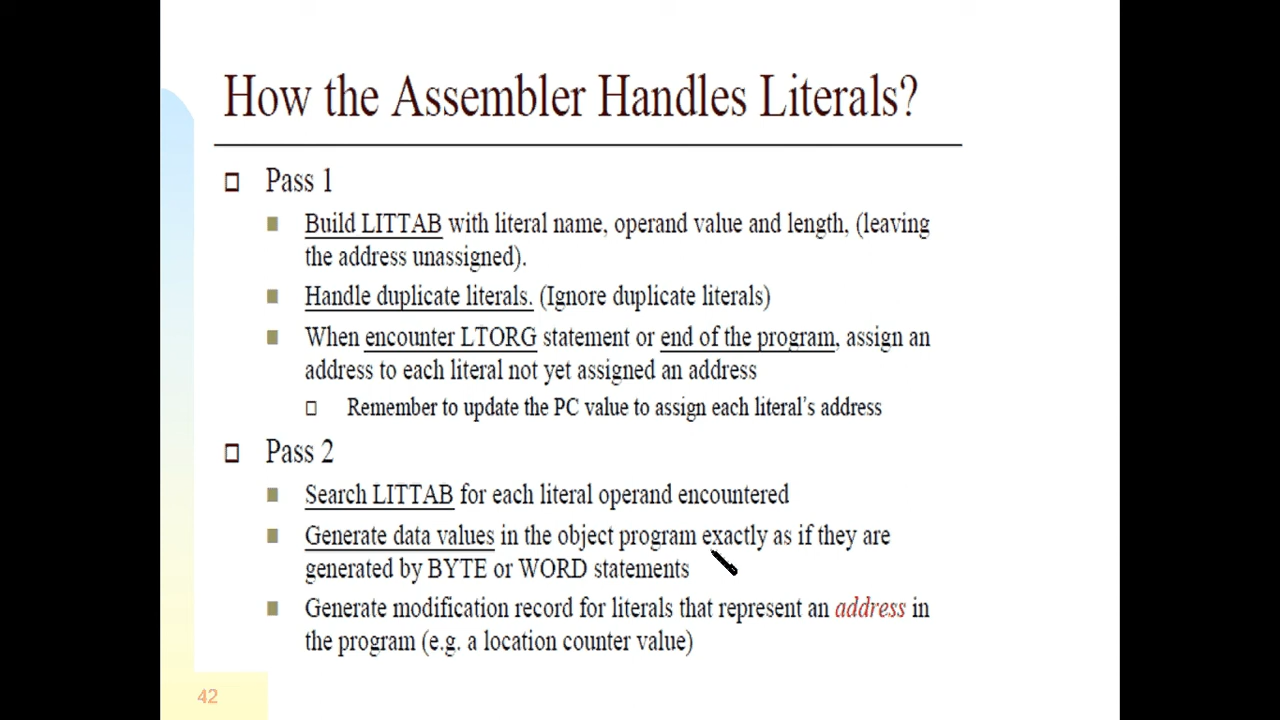 How the Assembler Handles Literals?
Pass 1
Build LITTAB with literal name, operand value and length, (leaving
the address unassigned).
Handle duplicate literals. (Ignore duplicate literals)
When encounter LTORG statement or end of the program, assign an
address to each literal not yet assigned an address
Remember to update the PC value to assign each literal's address
Pass 2
Search LITTAB for each literal operand encountered
Generate data values in the object program exactly as if they are
generated by BYTE or WORD statements
Generate modification record for literals that represent an address in
the program (e.g. a location counter value)
42